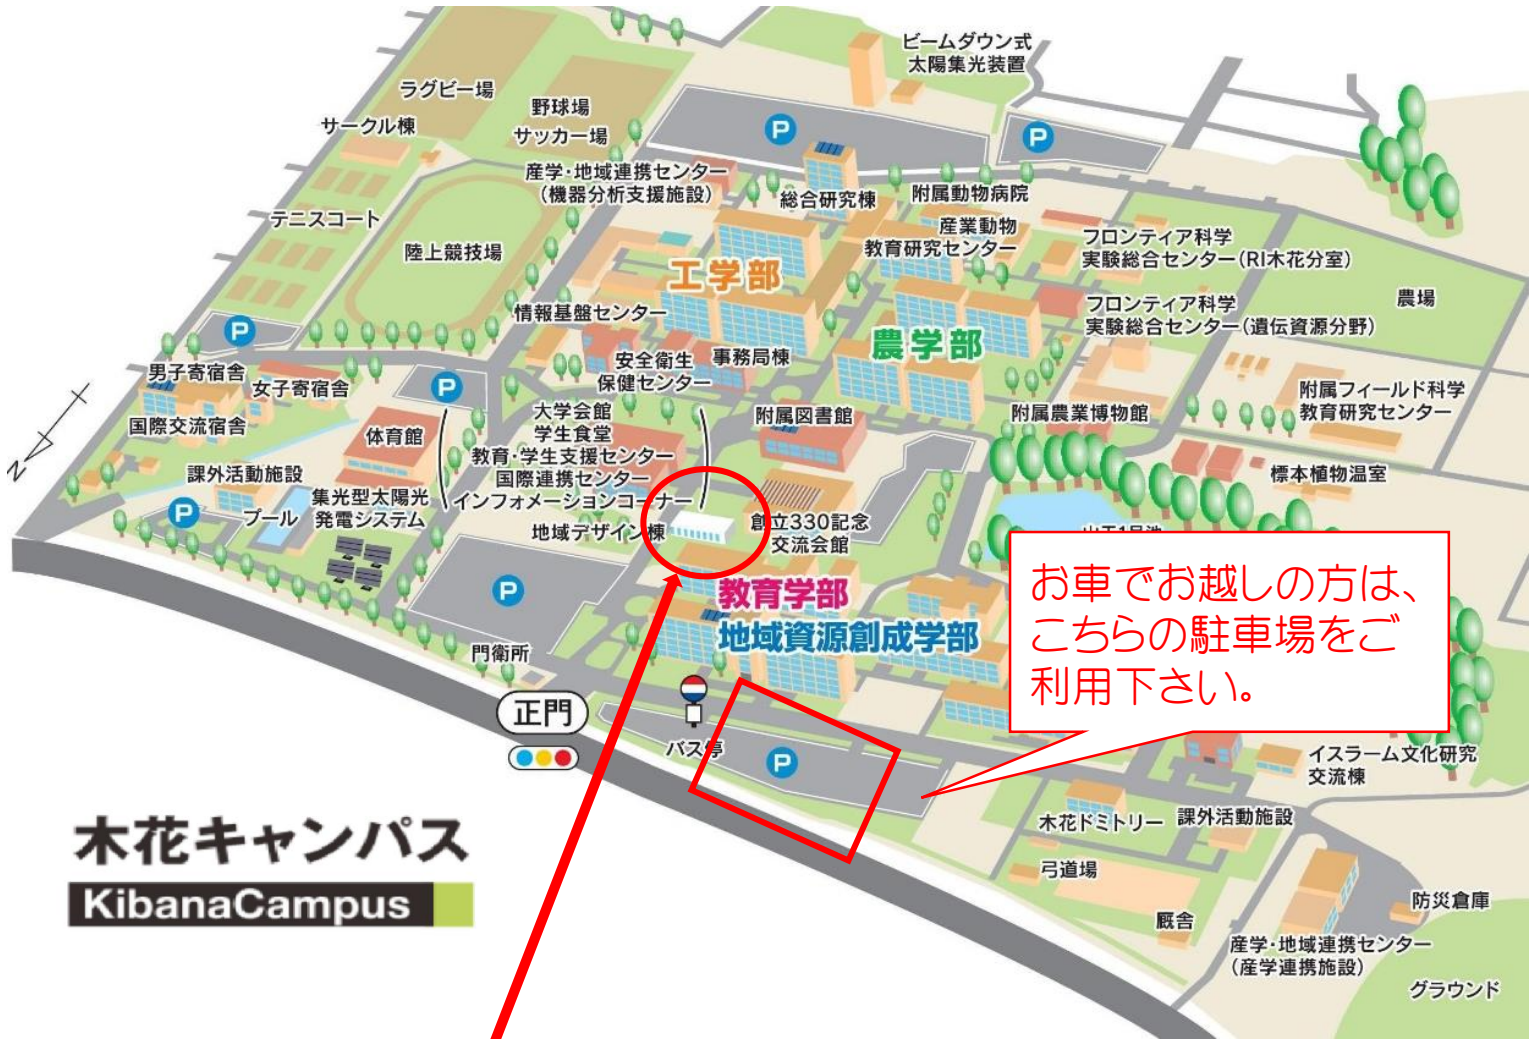 ビームダウン式
太陽集光装置
ラグビー場
野球場
サッカー場
サークル棟
P
P
産学・地域連携センター
(機器分析支援施設)
総合研究棟
附属動物病院
産業動物
教育研究センター
テニスコート
陸上競技場
フロンティア科学
実験総合センター(RI木花分室)
工学部
農場
情報基盤センター
フロンティア科学
実験総合センター(遺伝資源分野)
P
農学部
安全衛生
保健センター
事務局棟
男子寄宿舎
女子寄宿舎
P
国際交流宿舎
体育館
大学会館
学生食堂
教育・学生支援センター
国際連携センター
インフォメーションコーナー
附属図書館
附属農業博物館
附属フィールド科学
教育研究センター
N
課外活動施設
標本植物温室
P
プール
集光型太陽光
発電システム
地域デザイン棟
創立330記念
交流会館
P
教育学部
地域資源創成学部
お車でお越しの方は、
こちらの駐車場をご
利用下さい。
門衛所
正門
バス停
P
イスラーム文化研究
交流棟
木花ドミトリー
課外活動施設
木花キャンパス
KibanaCampus
弓道場
防災倉庫
厩舎
産学・地域連携センター
(産学連携施設)
グラウンド